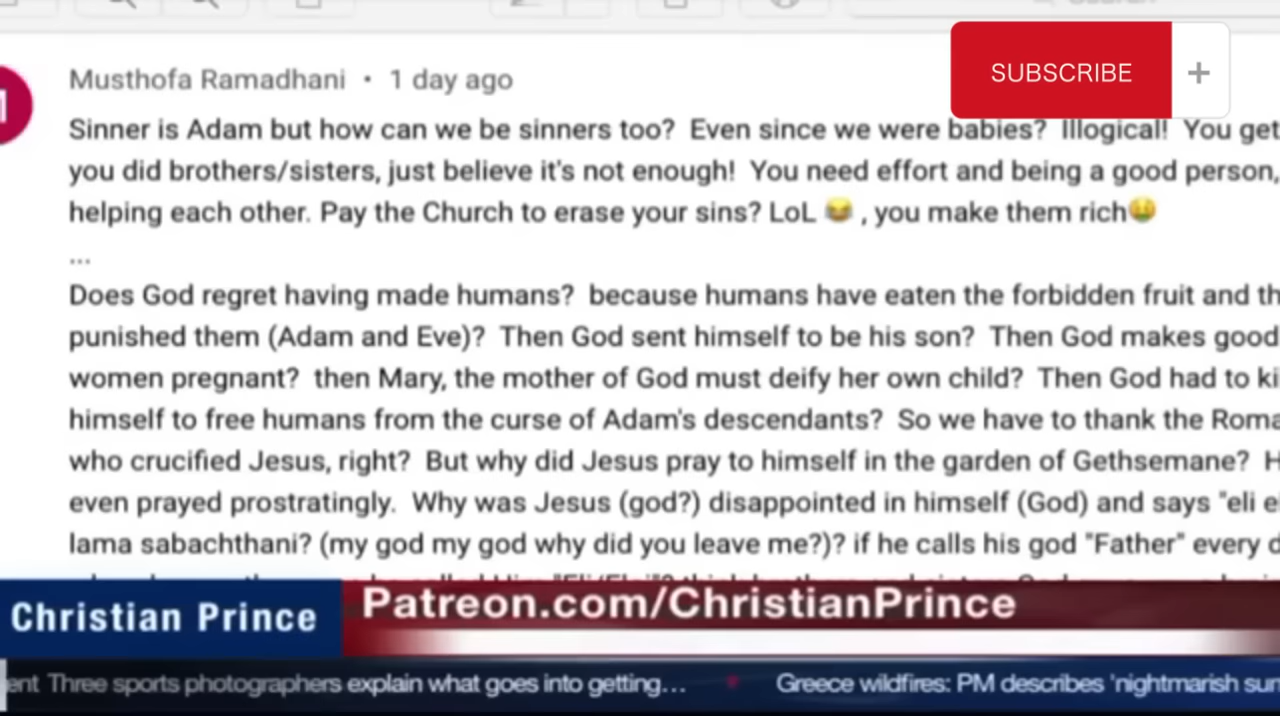 Musthofa Ramadhani • 1 day ago
SUBSCRIBE +
Sinner is Adam but how can we be sinners too? Even since we were babies? Illogical! You get
you did brothers/sisters, just believe it's not enough! You need effort and being a good person,
helping each other. Pay the Church to erase your sins? LoL 😂 , you make them rich🤑
...
Does God regret having made humans? because humans have eaten the forbidden fruit and th
punished them (Adam and Eve)? Then God sent himself to be his son? Then God makes good
women pregnant? then Mary, the mother of God must deify her own child? Then God had to ki
himself to free humans from the curse of Adam's descendants? So we have to thank the Roma
who crucified Jesus, right? But why did Jesus pray to himself in the garden of Gethsemane? H
even prayed prostratingly. Why was Jesus (god?) disappointed in himself (God) and says "eli e
lama sabachthani? (my god my god why did you leave me?)? if he calls his god "Father" every d
Christian Prince
Patreon.com/ChristianPrince
ent Three sports photographers explain what goes into getting... Greece wildfires: PM describes 'nightmarish sum